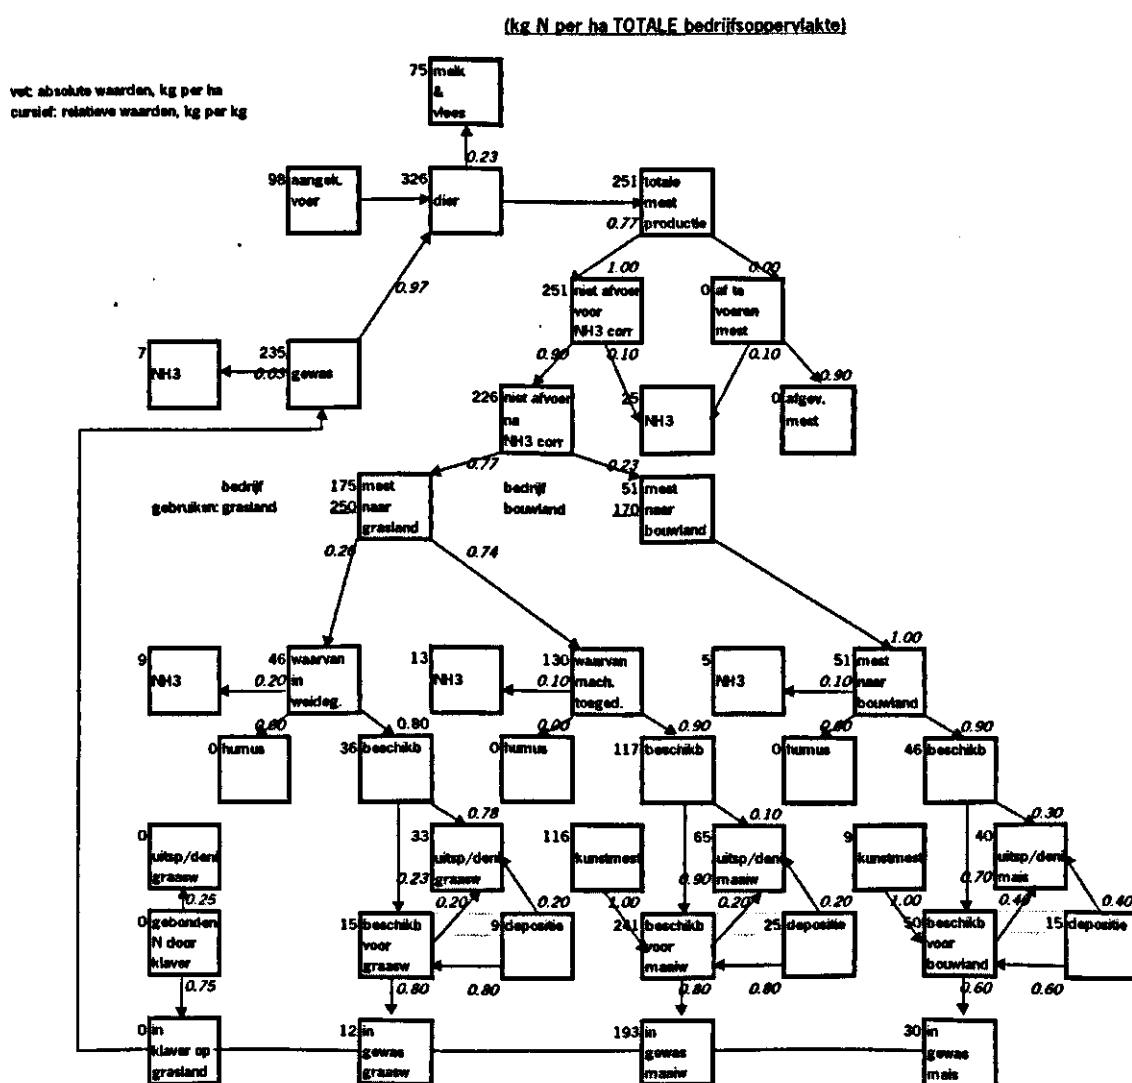 (kg N per ha TOTALE bedrijfsoppervlakte)
vet: absolute waarden, kg per ha
cursief: relatieve waarden, kg per kg
75 melk
&
vlees
0.23
98 aangek.
voer
326
dier
251 totale
mest
0.77 productie
1.00
0.00
0.97
251 niet afvoer
voor
NH3 corr
0 af te
voeren
mest
7
NH3
235
0.03 gewas
0.90
0.10
0.10
0.90
226 niet afvoer
na
NH3 corr
25
NH3
0 afgev.
mest
0.77
0.23
bedrijf
gebruiken: grasland
175 mest
250 naar
grasland
bedrijf
bouwland
51 mest
170 naar
bouwland
0.26
0.74
1.00
9
NH3
0.20
46 waarvan
in
weideg.
13
NH3
0.10
130 waarvan
mach.
toeged.
5
NH3
0.10
51 mest
naar
bouwland
0.00
0.80
0.00
0.90
0.00
0.90
0 humus
36 beschikb
0 humus
117 beschikb
0 humus
46 beschikb
0.78
0.10
0.30
0
uitsp/deni
graasw
33
uitsp/deni
graasw
116
kunstmest
65
uitsp/deni
maaiw
9
kunstmest
40
uitsp/deni
mais
0.23
0.90
0.70
0.25
0.20
0.20
1.00
0.20
0.20
1.00
0.40
0.40
0 gebonden
N door
klaver
15 beschikb
voor
graasw
9 depositie
241 beschikb
voor
maaiw
25 depositie
50 beschikb
voor
bouwland
15 depositie
0.75
0.80
0.80
0.80
0.80
0.60
0.60
0 in
klaver op
grasland
12 in
gewas
graasw
193 in
gewas
maaiw
30 in
gewas
mais